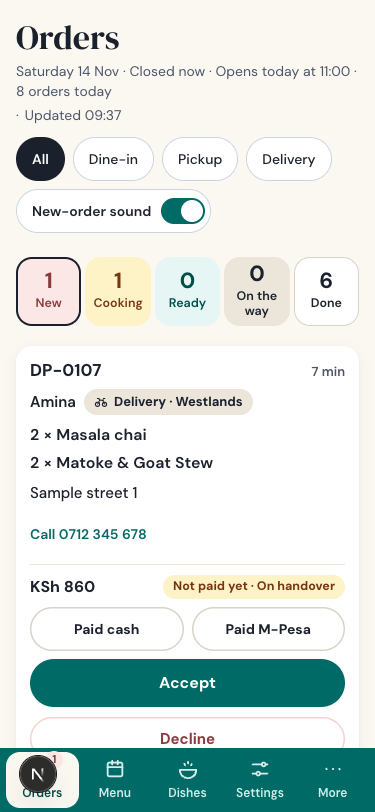 Orders
Saturday 14 Nov · Closed now · Opens today at 11:00 ·
8 orders today
· Updated 09:37
All
Dine-in
Pickup
Delivery
New-order sound
1
New
1
Cooking
0
Ready
0
On the
way
6
Done
DP-0107
7 min
Amina
Delivery · Westlands
2 × Masala chai
2 × Matoke & Goat Stew
Sample street 1
Call 0712 345 678
KSh 860
Not paid yet · On handover
Paid cash
Paid M-Pesa
Accept
Decline
1
N
Orders
Menu
Dishes
Settings
More